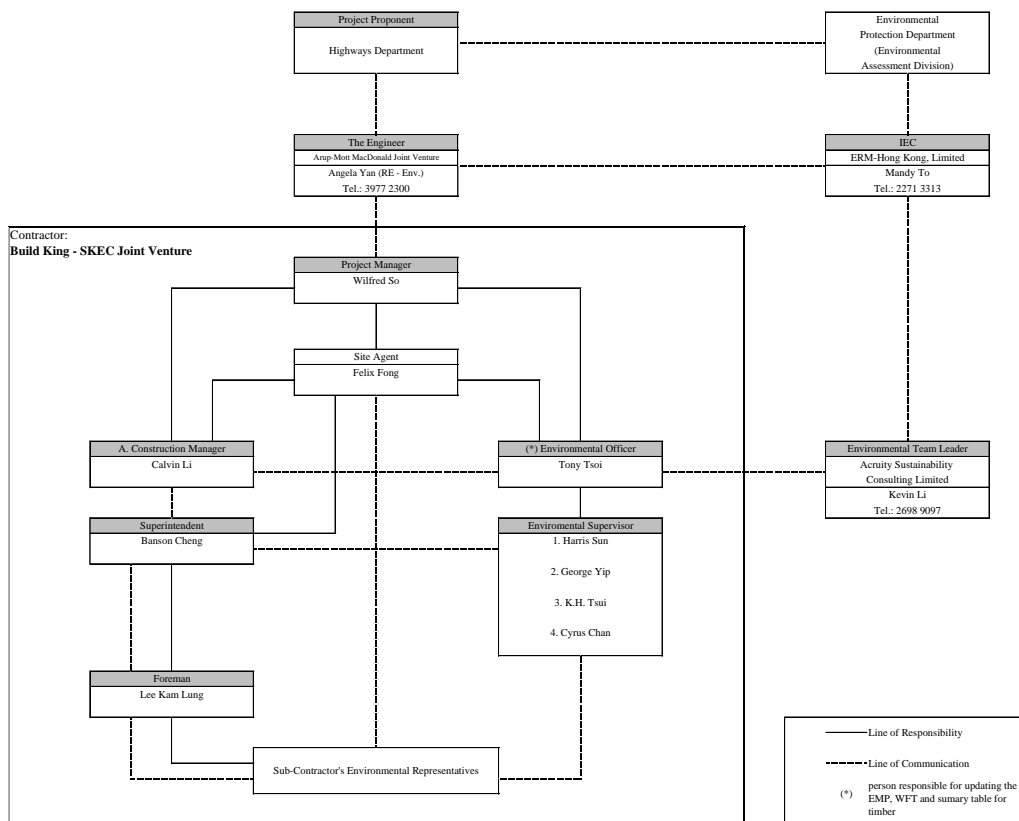 Project Proponent
Highways Department
Environmental
Protection Department
(Environmental
Assessment Division)
The Engineer
Arup-Mott MacDonald Joint Venture
Angela Yan (RE - Env.)
Tel.: 3977 2300
IEC
ERM-Hong Kong, Limited
Mandy To
Tel.: 2271 3313
Contractor:
Build King - SKEC Joint Venture
Project Manager
Wilfred So
Site Agent
Felix Fong
A. Construction Manager
Calvin Li
(*) Environmental Officer
Tony Tsoi
Environmental Team Leader
Acruity Sustainability
Consulting Limited
Kevin Li
Tel.: 2698 9097
Superintendent
Banson Cheng
Enviromental Supervisor
1. Harris Sun
2. George Yip
3. K.H. Tsui
4. Cyrus Chan
Foreman
Lee Kam Lung
Sub-Contractor's Environmental Representatives
Line of Responsibility
Line of Communication
(*) person responsible for updating the
EMP, WFT and sumary table for
timber